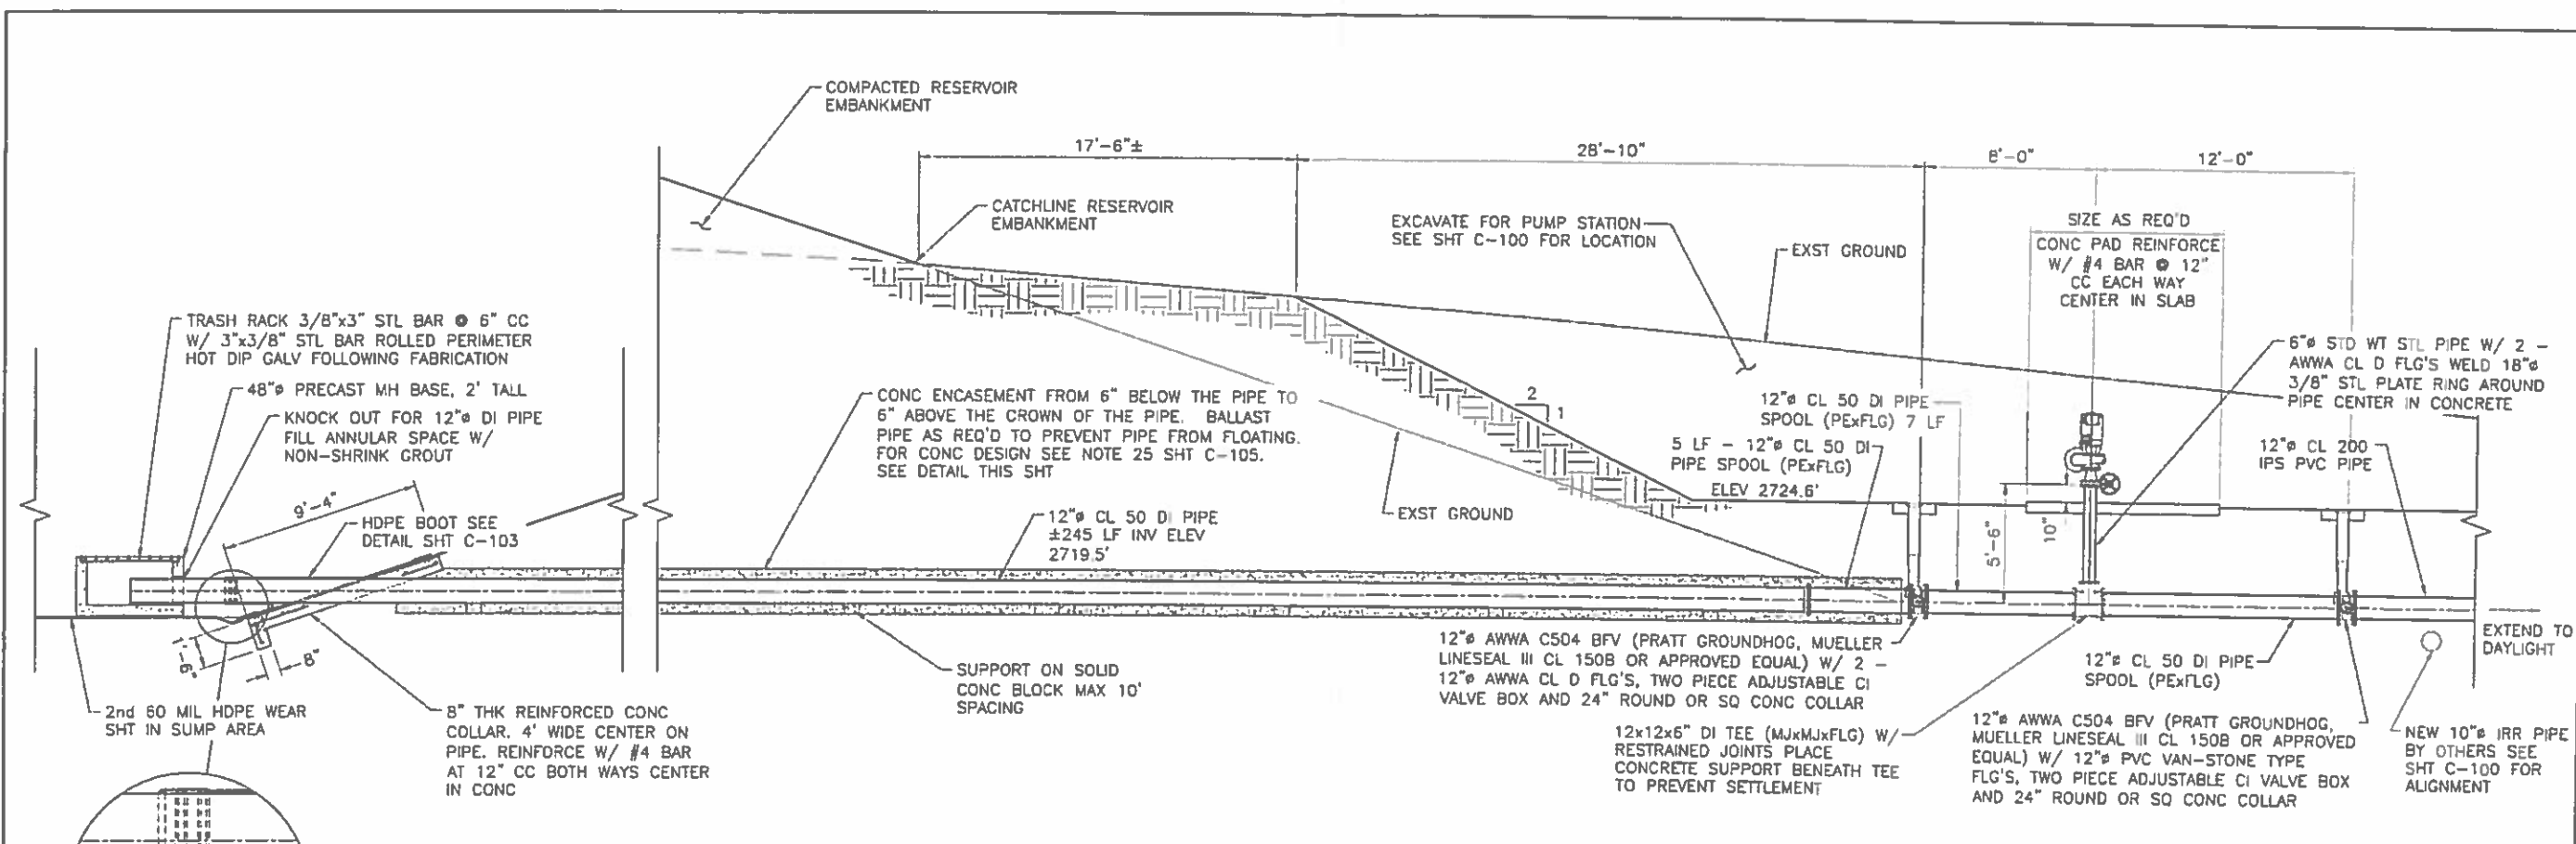 COMPACTED RESERVOIR
EMBANKMENT
17'-6"±
28'-10"
8'-0"
12'-0"
CATCHLINE RESERVOIR
EMBANKMENT
EXCAVATE FOR PUMP STATION
SEE SHT C-100 FOR LOCATION
EXST GROUND
SIZE AS REQ'D
CONC PAD REINFORCE
W/ #4 BAR @ 12"
CC EACH WAY
CENTER IN SLAB
TRASH RACK 3/8"x3" STL BAR @ 6" CC
W/ 3"x3/8" STL BAR ROLLED PERIMETER
HOT DIP GALV FOLLOWING FABRICATION
48"ø PRECAST MH BASE, 2' TALL
KNOCK OUT FOR 12"ø DI PIPE
FILL ANNULAR SPACE W/
NON-SHRINK GROUT
CONC ENCASEMENT FROM 6" BELOW THE PIPE TO
6" ABOVE THE CROWN OF THE PIPE. BALLAST
PIPE AS REQ'D TO PREVENT PIPE FROM FLOATING.
FOR CONC DESIGN SEE NOTE 25 SHT C-105.
SEE DETAIL THIS SHT
2
1
12"ø CL 50 DI PIPE
SPOOL (PExFLG) 7 LF
5 LF - 12"ø CL 50 DI
PIPE SPOOL (PExFLG)
ELEV 2724.6'
6"ø STD WT STL PIPE W/ 2 -
AWWA CL D FLG'S WELD 18"ø
3/8" STL PLATE RING AROUND
PIPE CENTER IN CONCRETE
12"ø CL 200
IPS PVC PIPE
9'-4"
HDPE BOOT SEE
DETAIL SHT C-103
12"ø CL 50 DI PIPE
±245 LF INV ELEV
2719.5'
EXST GROUND
5'-6"
10"
8"
2nd 60 MIL HDPE WEAR
SHT IN SUMP AREA
8" THK REINFORCED CONC
COLLAR. 4' WIDE CENTER ON
PIPE. REINFORCE W/ #4 BAR
AT 12" CC BOTH WAYS CENTER
IN CONC
SUPPORT ON SOLID
CONC BLOCK MAX 10'
SPACING
12"ø AWWA C504 BFV (PRATT GROUNDHOG, MUELLER
LINESEAL III CL 150B OR APPROVED EQUAL) W/ 2 -
12"ø AWWA CL D FLG'S, TWO PIECE ADJUSTABLE CI
VALVE BOX AND 24" ROUND OR SQ CONC COLLAR
12x12x6" DI TEE (MJxMJxFLG) W/
RESTRAINED JOINTS PLACE
CONCRETE SUPPORT BENEATH TEE
TO PREVENT SETTLEMENT
12"ø CL 50 DI PIPE
SPOOL (PExFLG)
12"ø AWWA C504 BFV (PRATT GROUNDHOG,
MUELLER LINESEAL III CL 150B OR APPROVED
EQUAL) W/ 12"ø PVC VAN-STONE TYPE
FLG'S, TWO PIECE ADJUSTABLE CI VALVE BOX
AND 24" ROUND OR SQ CONC COLLAR
EXTEND TO
DAYLIGHT
NEW 10"ø IRR PIPE
BY OTHERS SEE
SHT C-100 FOR
ALIGNMENT